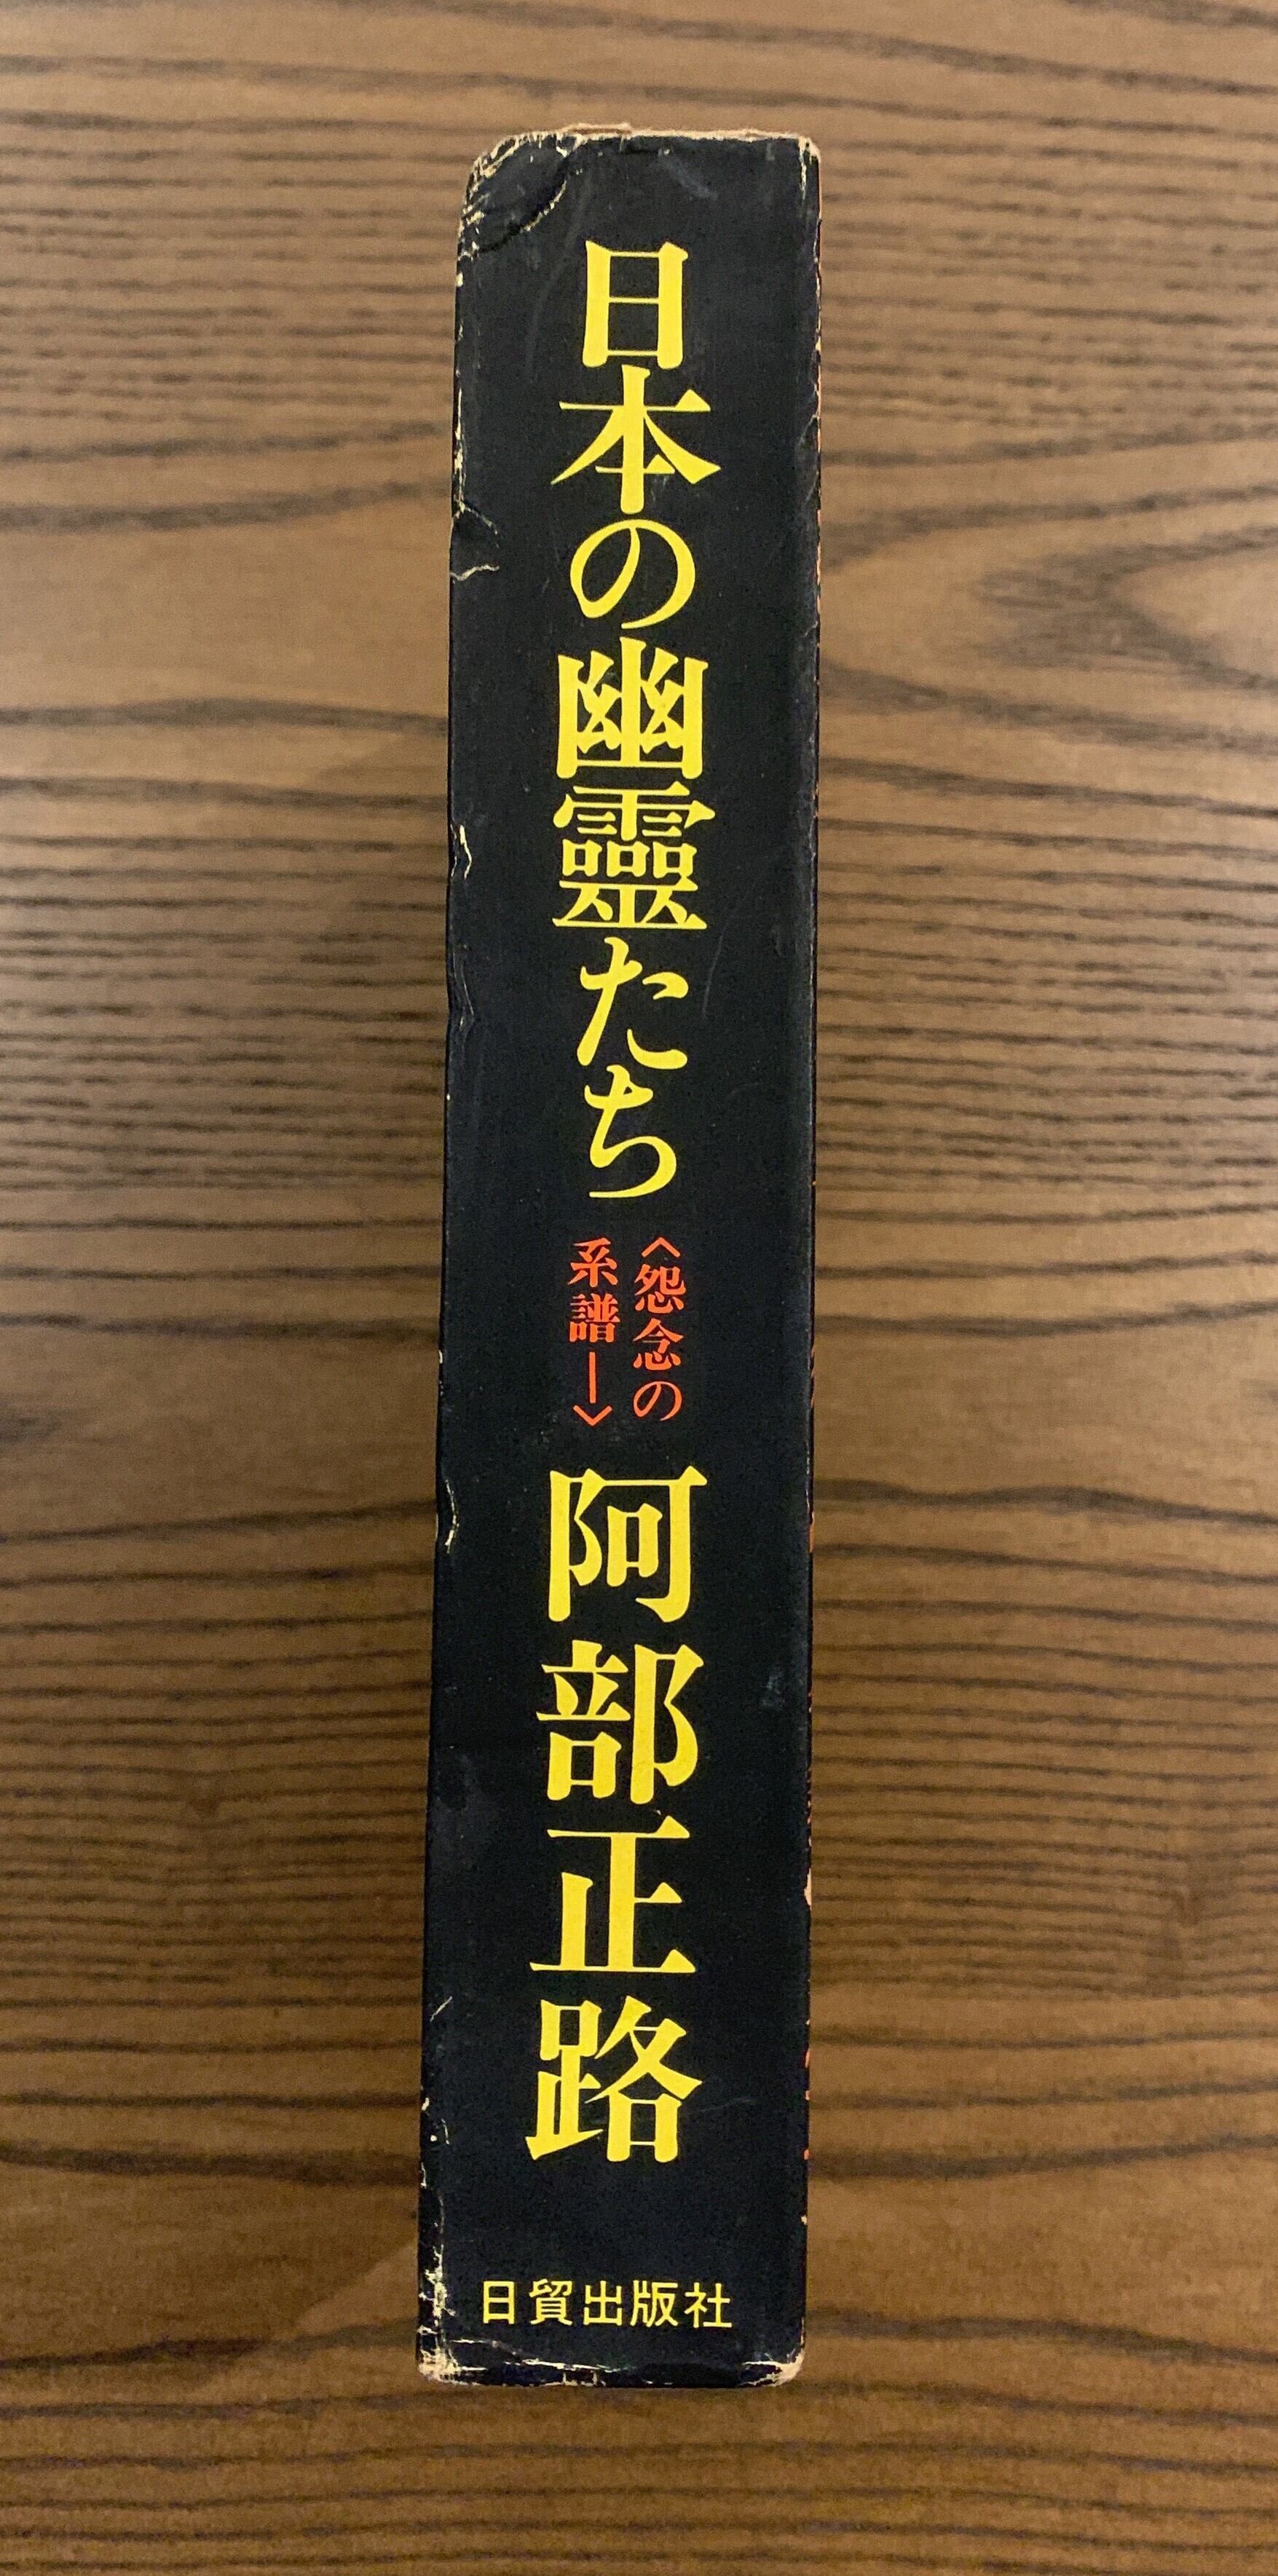 日本の幽靈たち
〈怨念の
系譜―〉
阿部正路
日貿出版社